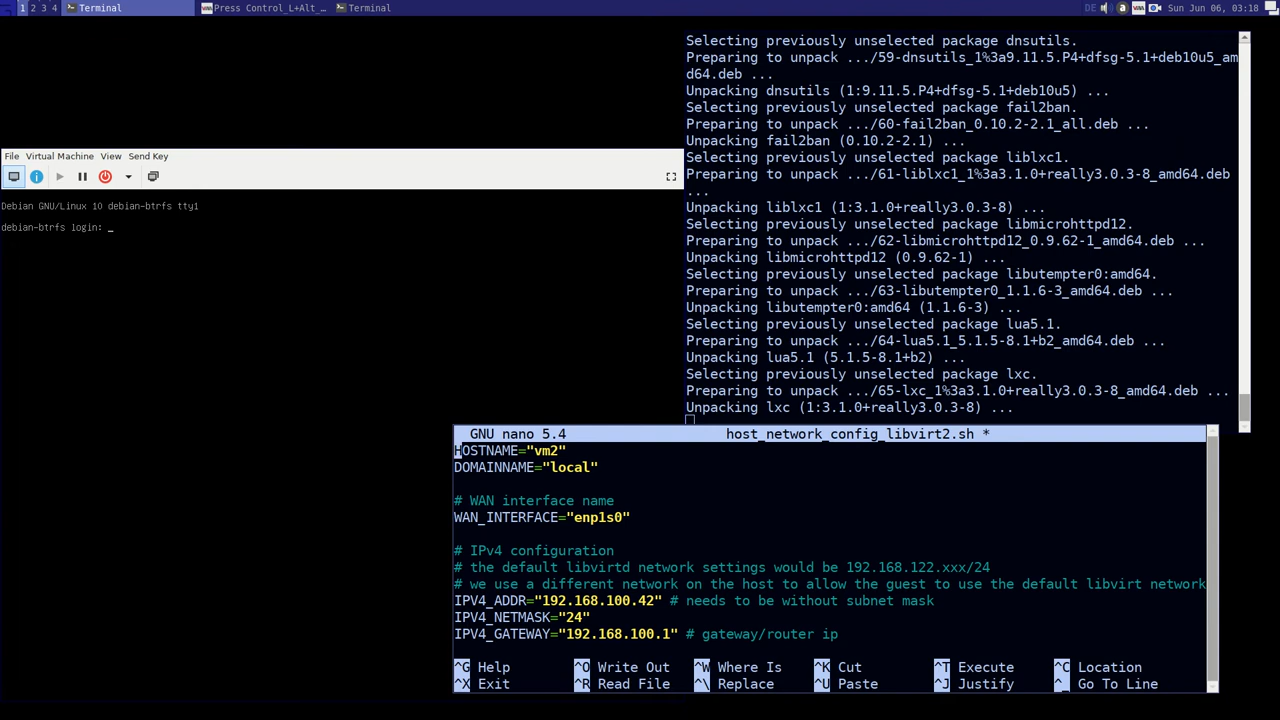 1 2 3 4 Terminal Press Control_L+Alt_... Terminal DE a Sun Jun 06, 03:18
File Virtual Machine View Send Key
Debian GNU/Linux 10 debian-btrfs tty1
debian-btrfs login: _
Selecting previously unselected package dnsutils.
Preparing to unpack .../59-dnsutils_1%3a9.11.5.P4+dfsg-5.1+deb10u5_am
d64.deb ...
Unpacking dnsutils (1:9.11.5.P4+dfsg-5.1+deb10u5) ...
Selecting previously unselected package fail2ban.
Preparing to unpack .../60-fail2ban_0.10.2-2.1_all.deb ...
Unpacking fail2ban (0.10.2-2.1) ...
Selecting previously unselected package liblxc1.
Preparing to unpack .../61-liblxc1_1%3a3.1.0+really3.0.3-8_amd64.deb
...
Unpacking liblxc1 (1:3.1.0+really3.0.3-8) ...
Selecting previously unselected package libmicrohttpd12.
Preparing to unpack .../62-libmicrohttpd12_0.9.62-1_amd64.deb ...
Unpacking libmicrohttpd12 (0.9.62-1) ...
Selecting previously unselected package libutempter0:amd64.
Preparing to unpack .../63-libutempter0_1.1.6-3_amd64.deb ...
Unpacking libutempter0:amd64 (1.1.6-3) ...
Selecting previously unselected package lua5.1.
Preparing to unpack .../64-lua5.1_5.1.5-8.1+b2_amd64.deb ...
Unpacking lua5.1 (5.1.5-8.1+b2) ...
Selecting previously unselected package lxc.
Preparing to unpack .../65-lxc_1%3a3.1.0+really3.0.3-8_amd64.deb ...
Unpacking lxc (1:3.1.0+really3.0.3-8) ...
GNU nano 5.4 host_network_config_libvirt2.sh *
HOSTNAME="vm2"
DOMAINNAME="local"
# WAN interface name
WAN_INTERFACE="enp1s0"
# IPv4 configuration
# the default libvirtd network settings would be 192.168.122.xxx/24
# we use a different network on the host to allow the guest to use the default libvirt network
IPV4_ADDR="192.168.100.42" # needs to be without subnet mask
IPV4_NETMASK="24"
IPV4_GATEWAY="192.168.100.1" # gateway/router ip
^G Help ^O Write Out ^W Where Is ^K Cut ^T Execute ^C Location
^X Exit ^R Read File ^\ Replace ^U Paste ^J Justify ^_ Go To Line